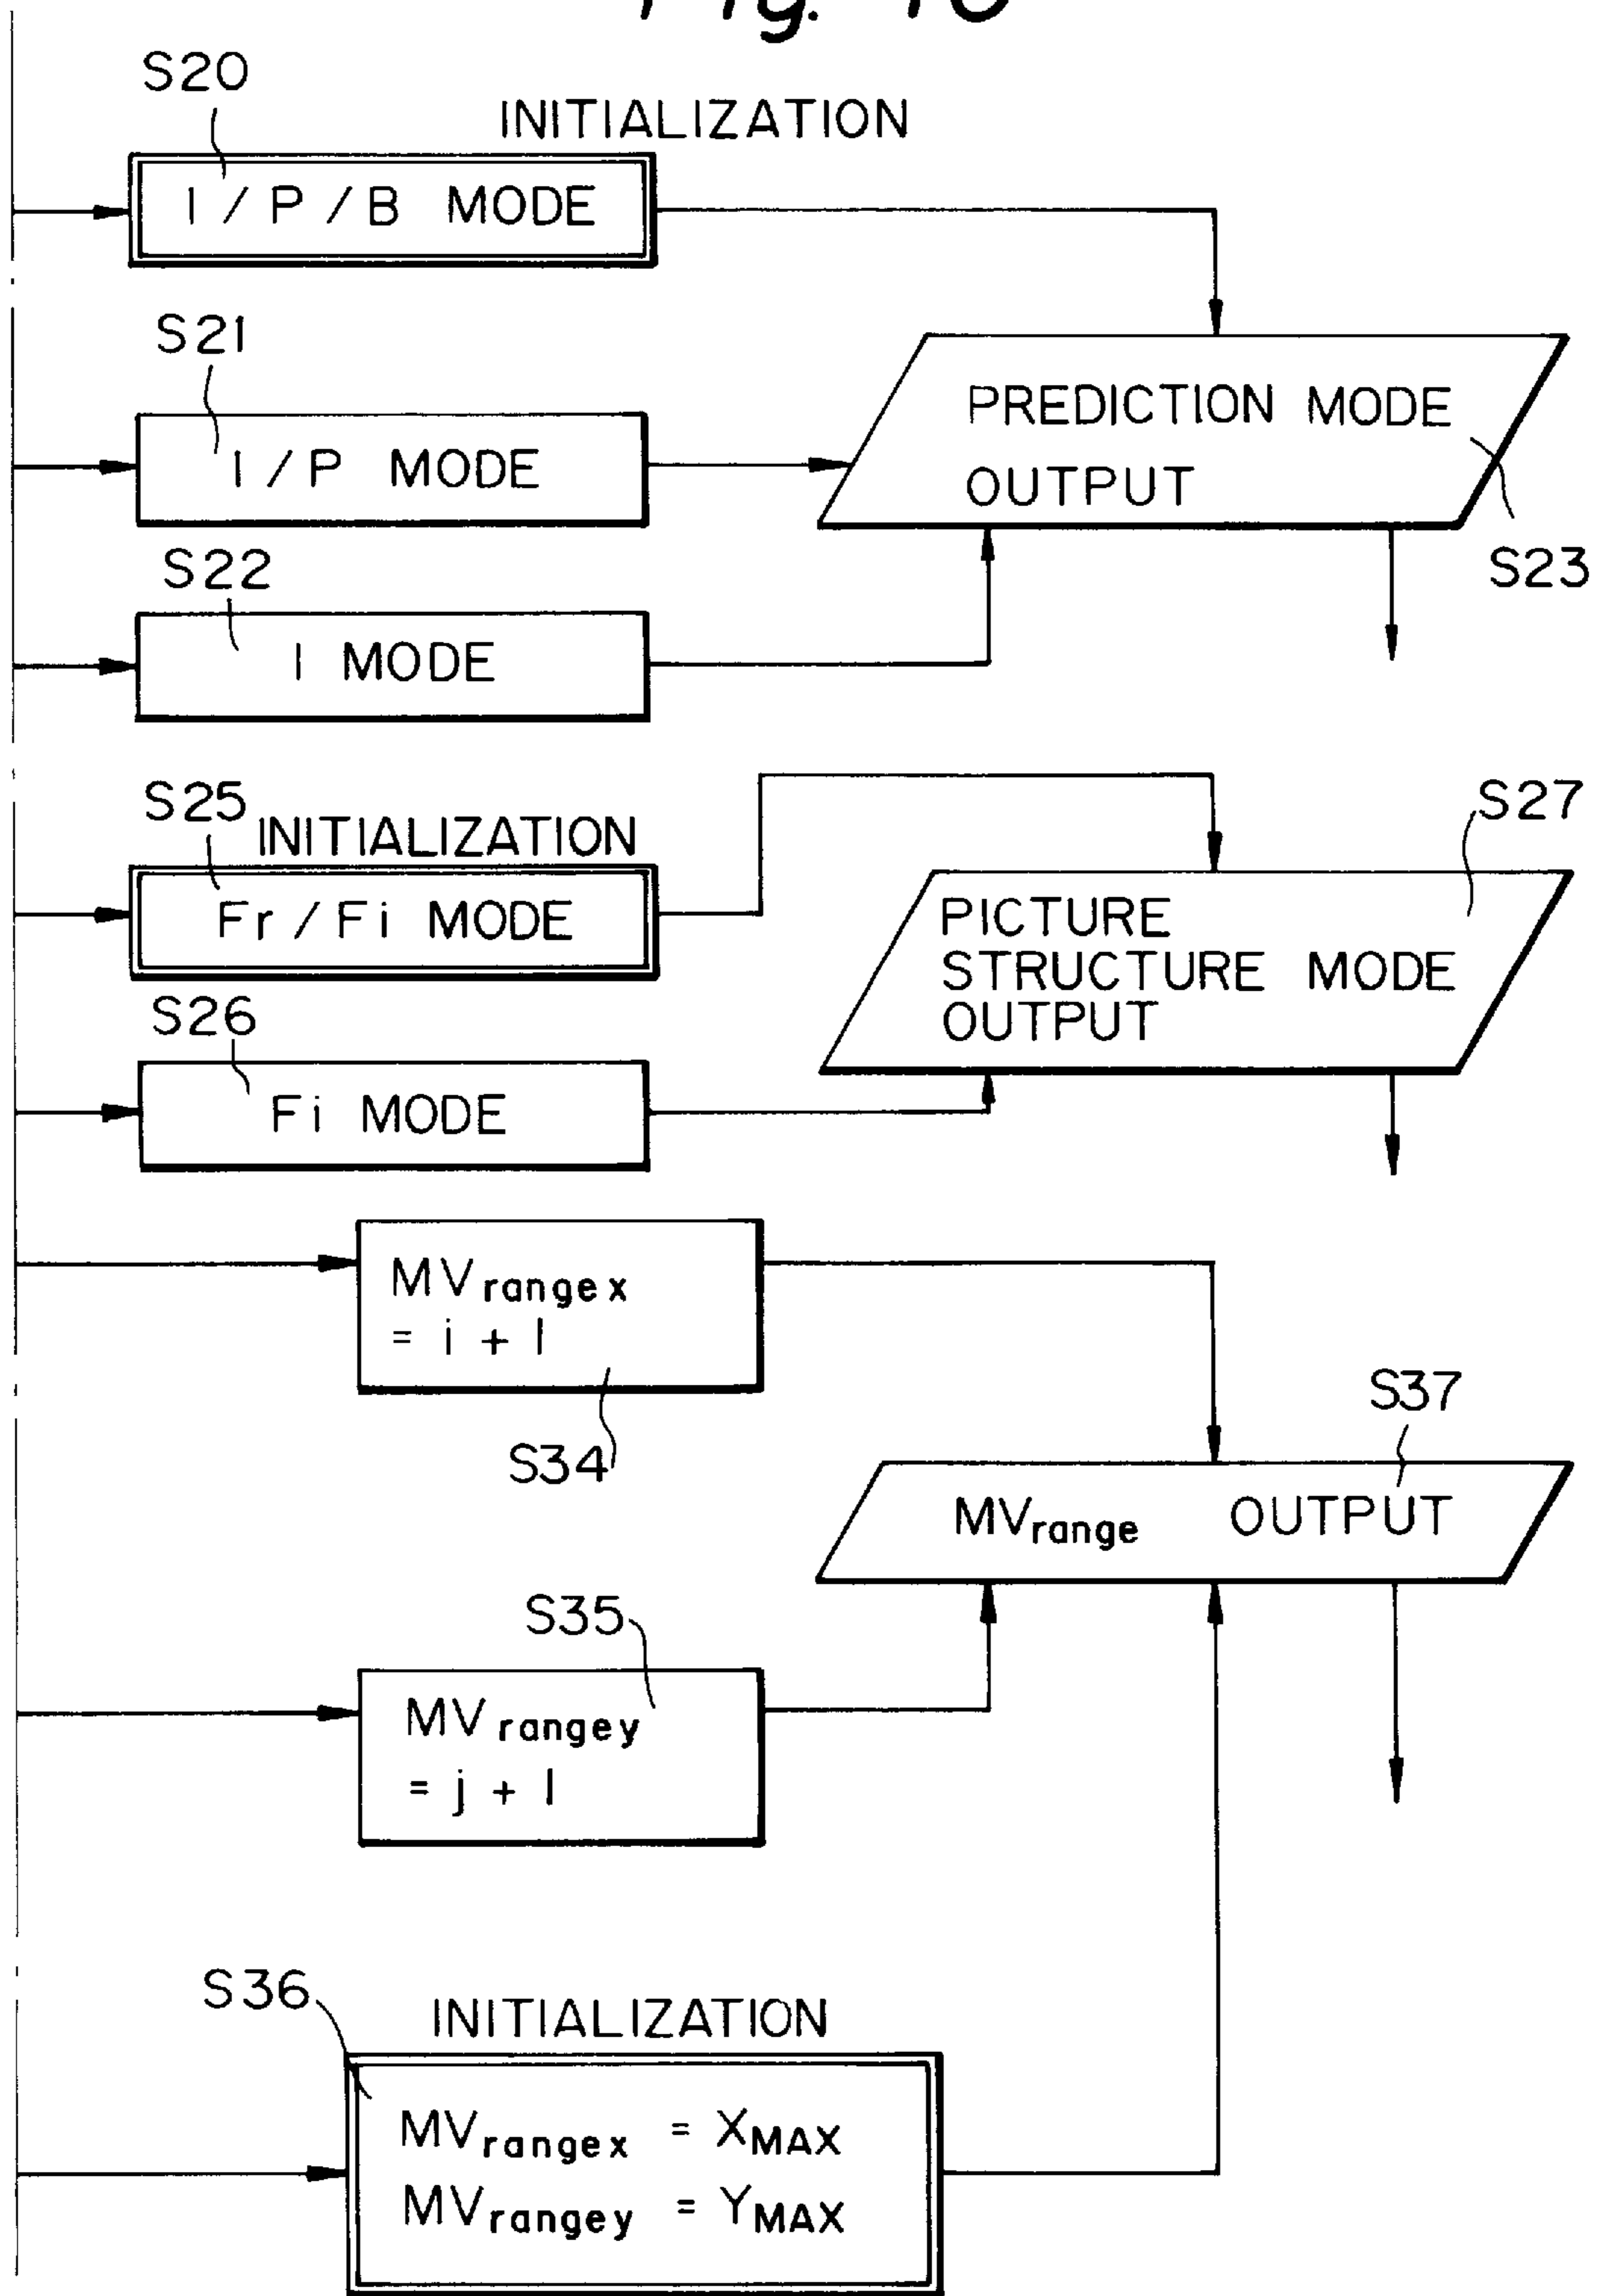 S20
INITIALIZATION
I / P / B MODE
S21
I / P MODE
PREDICTION MODE
OUTPUT
S22
S23
I MODE
S25
INITIALIZATION
S27
Fr / Fi MODE
PICTURE
STRUCTURE MODE
OUTPUT
S26
Fi MODE
MVrangex
= i + 1
S34
S37
MVrange OUTPUT
S35
MVrangey
= j + 1
S36
INITIALIZATION
MVrangex = XMAX
MVrangey = YMAX